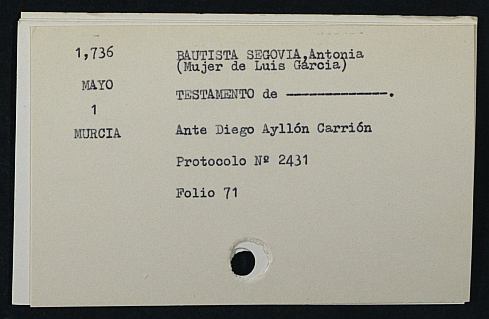 1,736 BAUTISTA SEGOVIA,Antonia
(Mujer de Luis García)
MAYO
TESTAMENTO de --------------.
1
MURCIA Ante Diego Ayllón Carrión
Protocolo Nº 2431
Folio 71